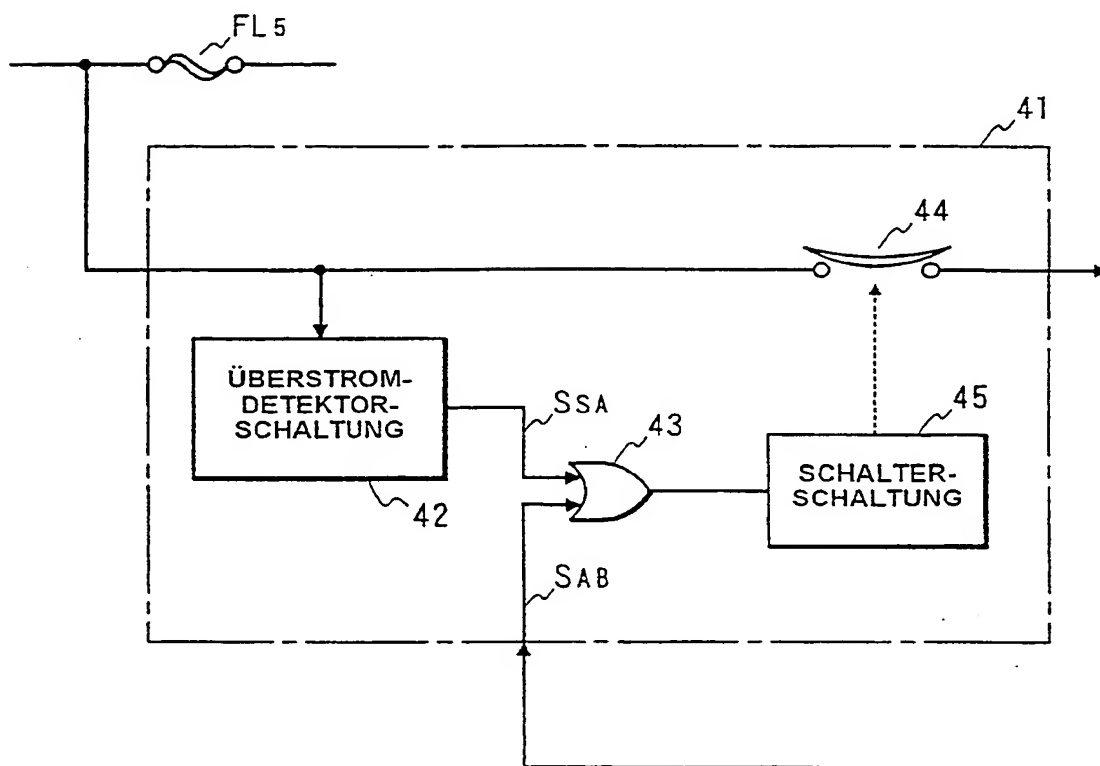 FL5
41
44
ÜBERSTROM-
DETEKTOR-
SCHALTUNG
SSA
43
45
SCHALTER-
SCHALTUNG
42
SAB